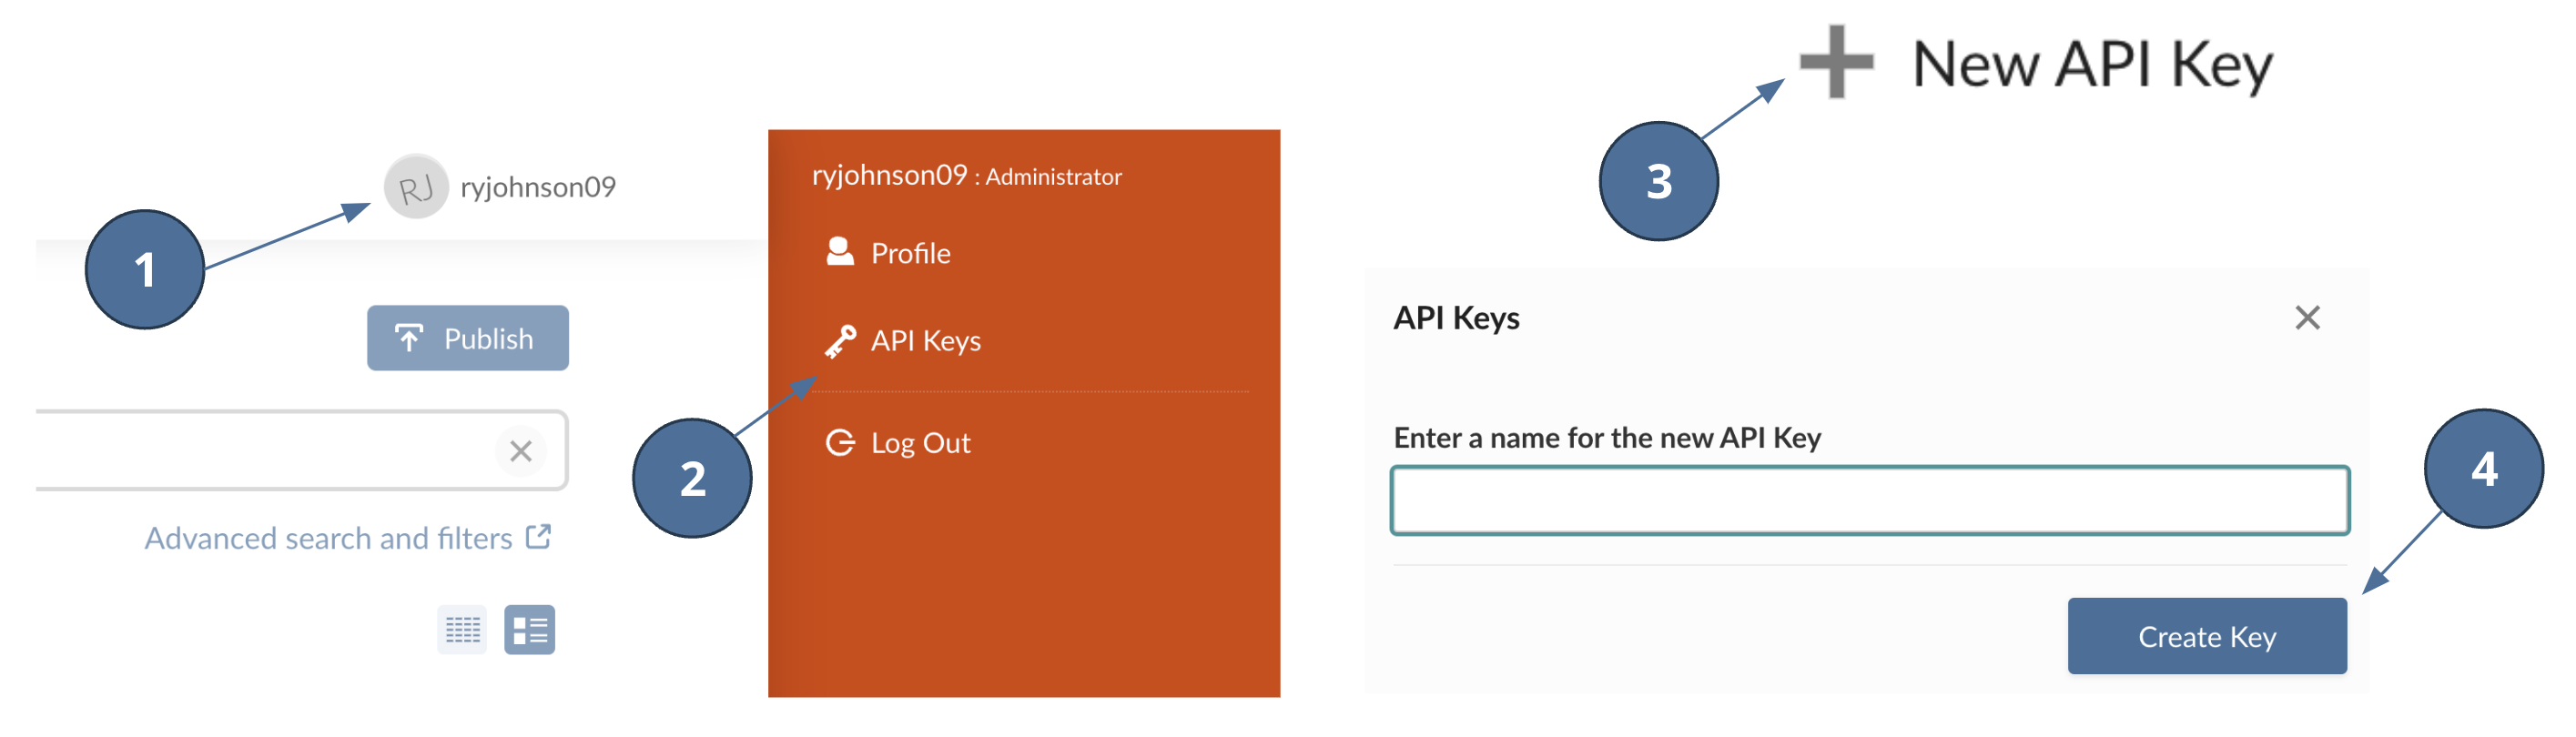 1
RJ ryjohnson09
Publish
Advanced search and filters
2
ryjohnson09 : Administrator
Profile
API Keys
Log Out
3
New API Key
API Keys
Enter a name for the new API Key
4
Create Key